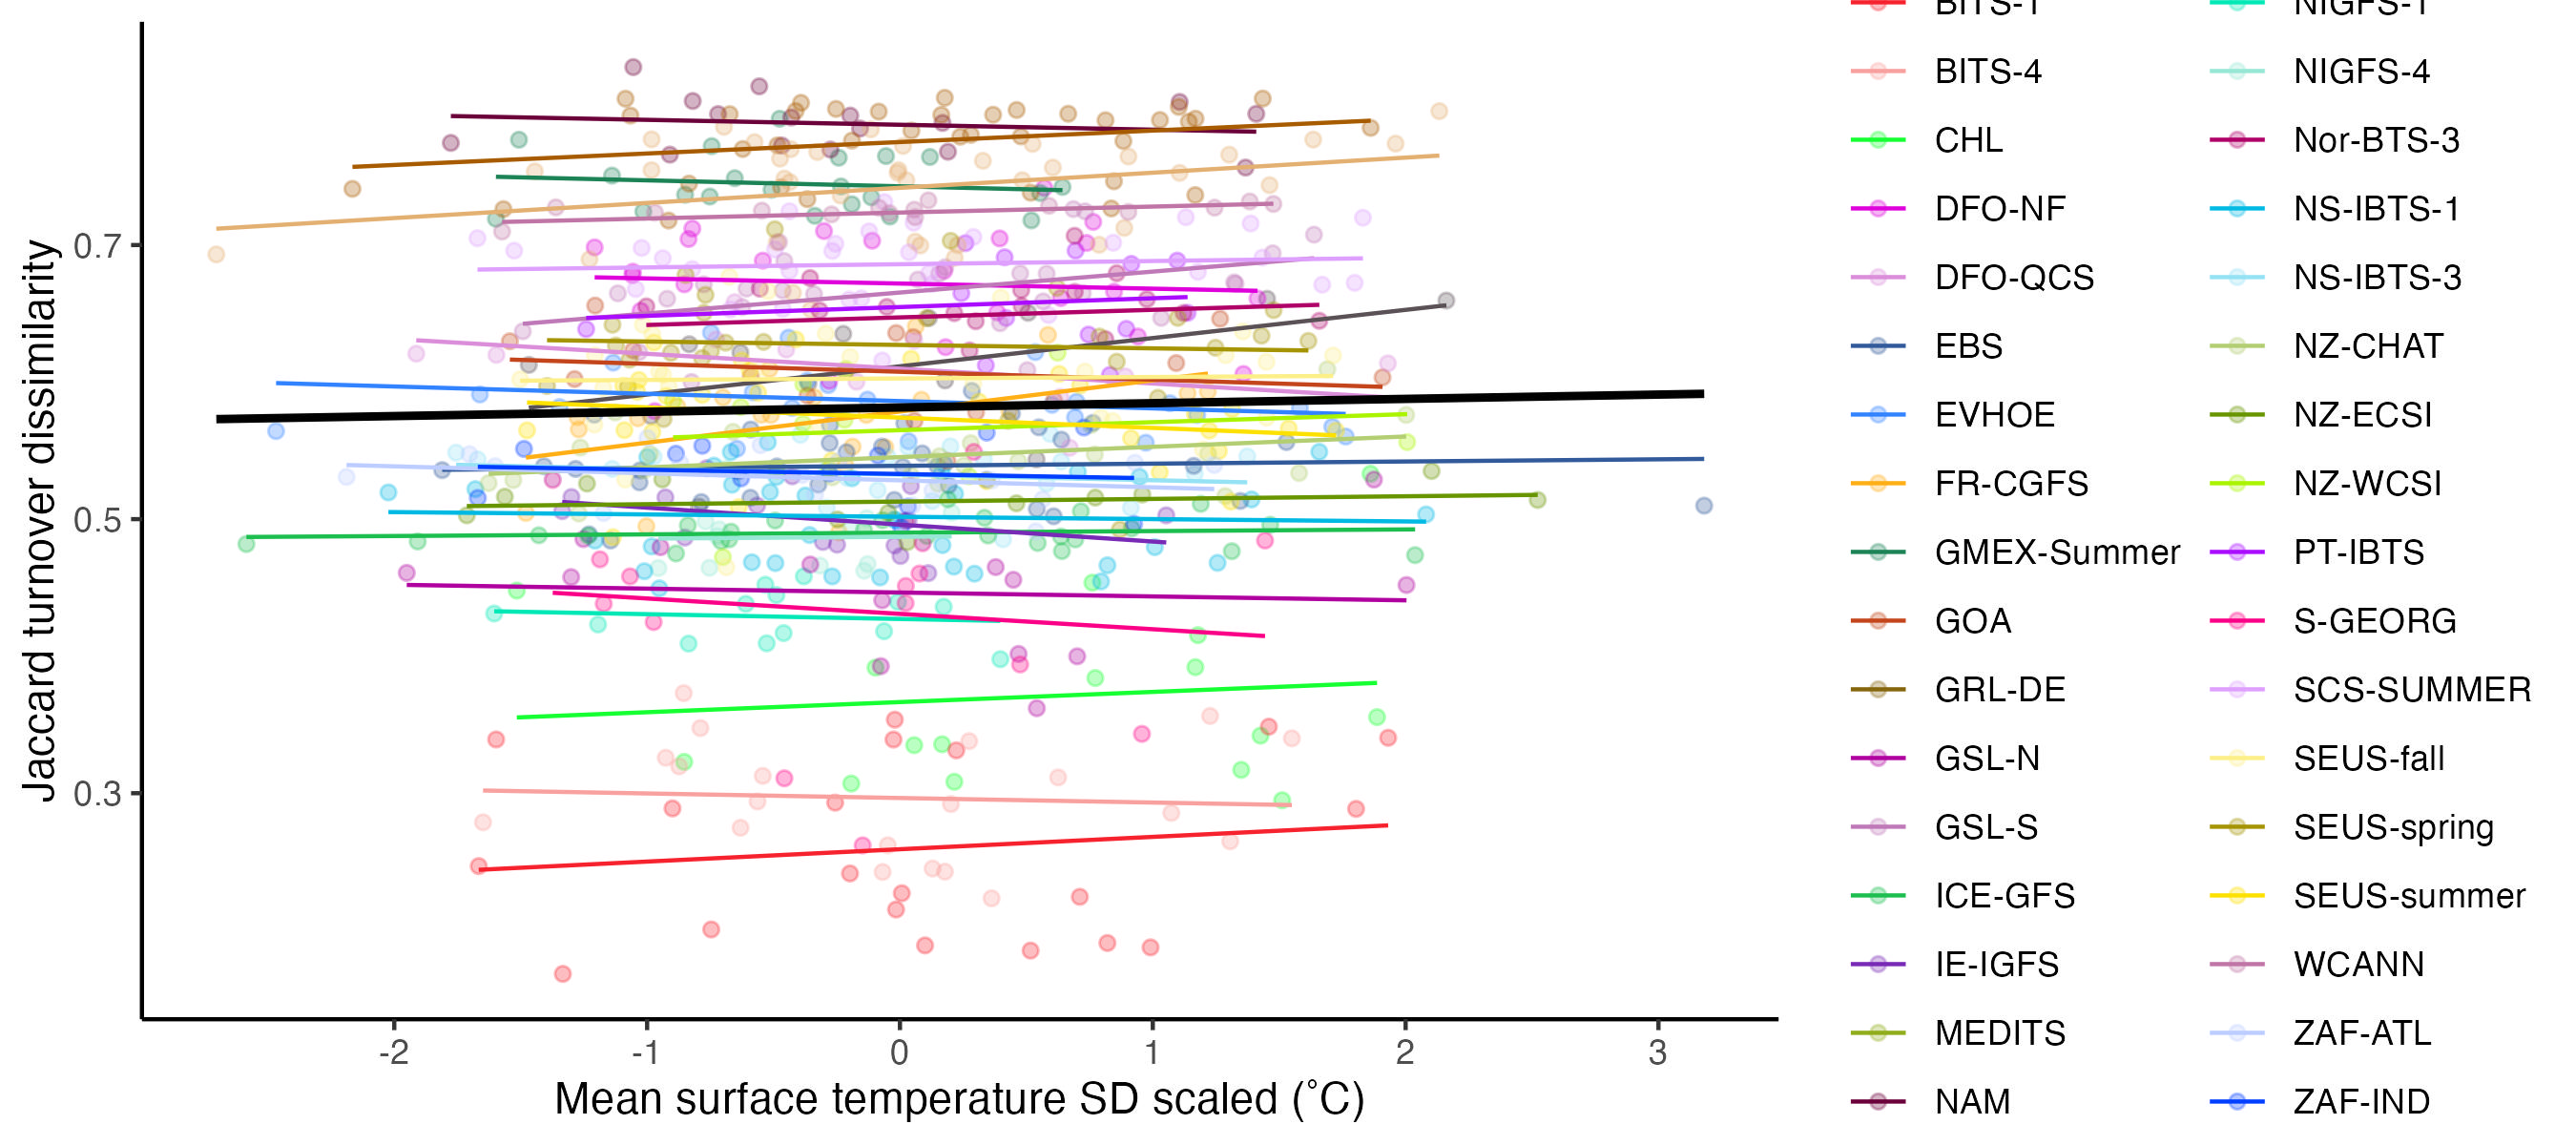 BITS-1 NIGFS-1
BITS-4 NIGFS-4
CHL Nor-BTS-3
DFO-NF NS-IBTS-1
DFO-QCS NS-IBTS-3
EBS NZ-CHAT
EVHOE NZ-ECSI
FR-CGFS NZ-WCSI
GMEX-Summer PT-IBTS
GOA S-GEORG
GRL-DE SCS-SUMMER
GSL-N SEUS-fall
GSL-S SEUS-spring
ICE-GFS SEUS-summer
IE-IGFS WCANN
MEDITS ZAF-ATL
NAM ZAF-IND
Jaccard turnover dissimilarity
0.7
0.5
0.3
-2 -1 0 1 2 3
Mean surface temperature SD scaled (˚C)